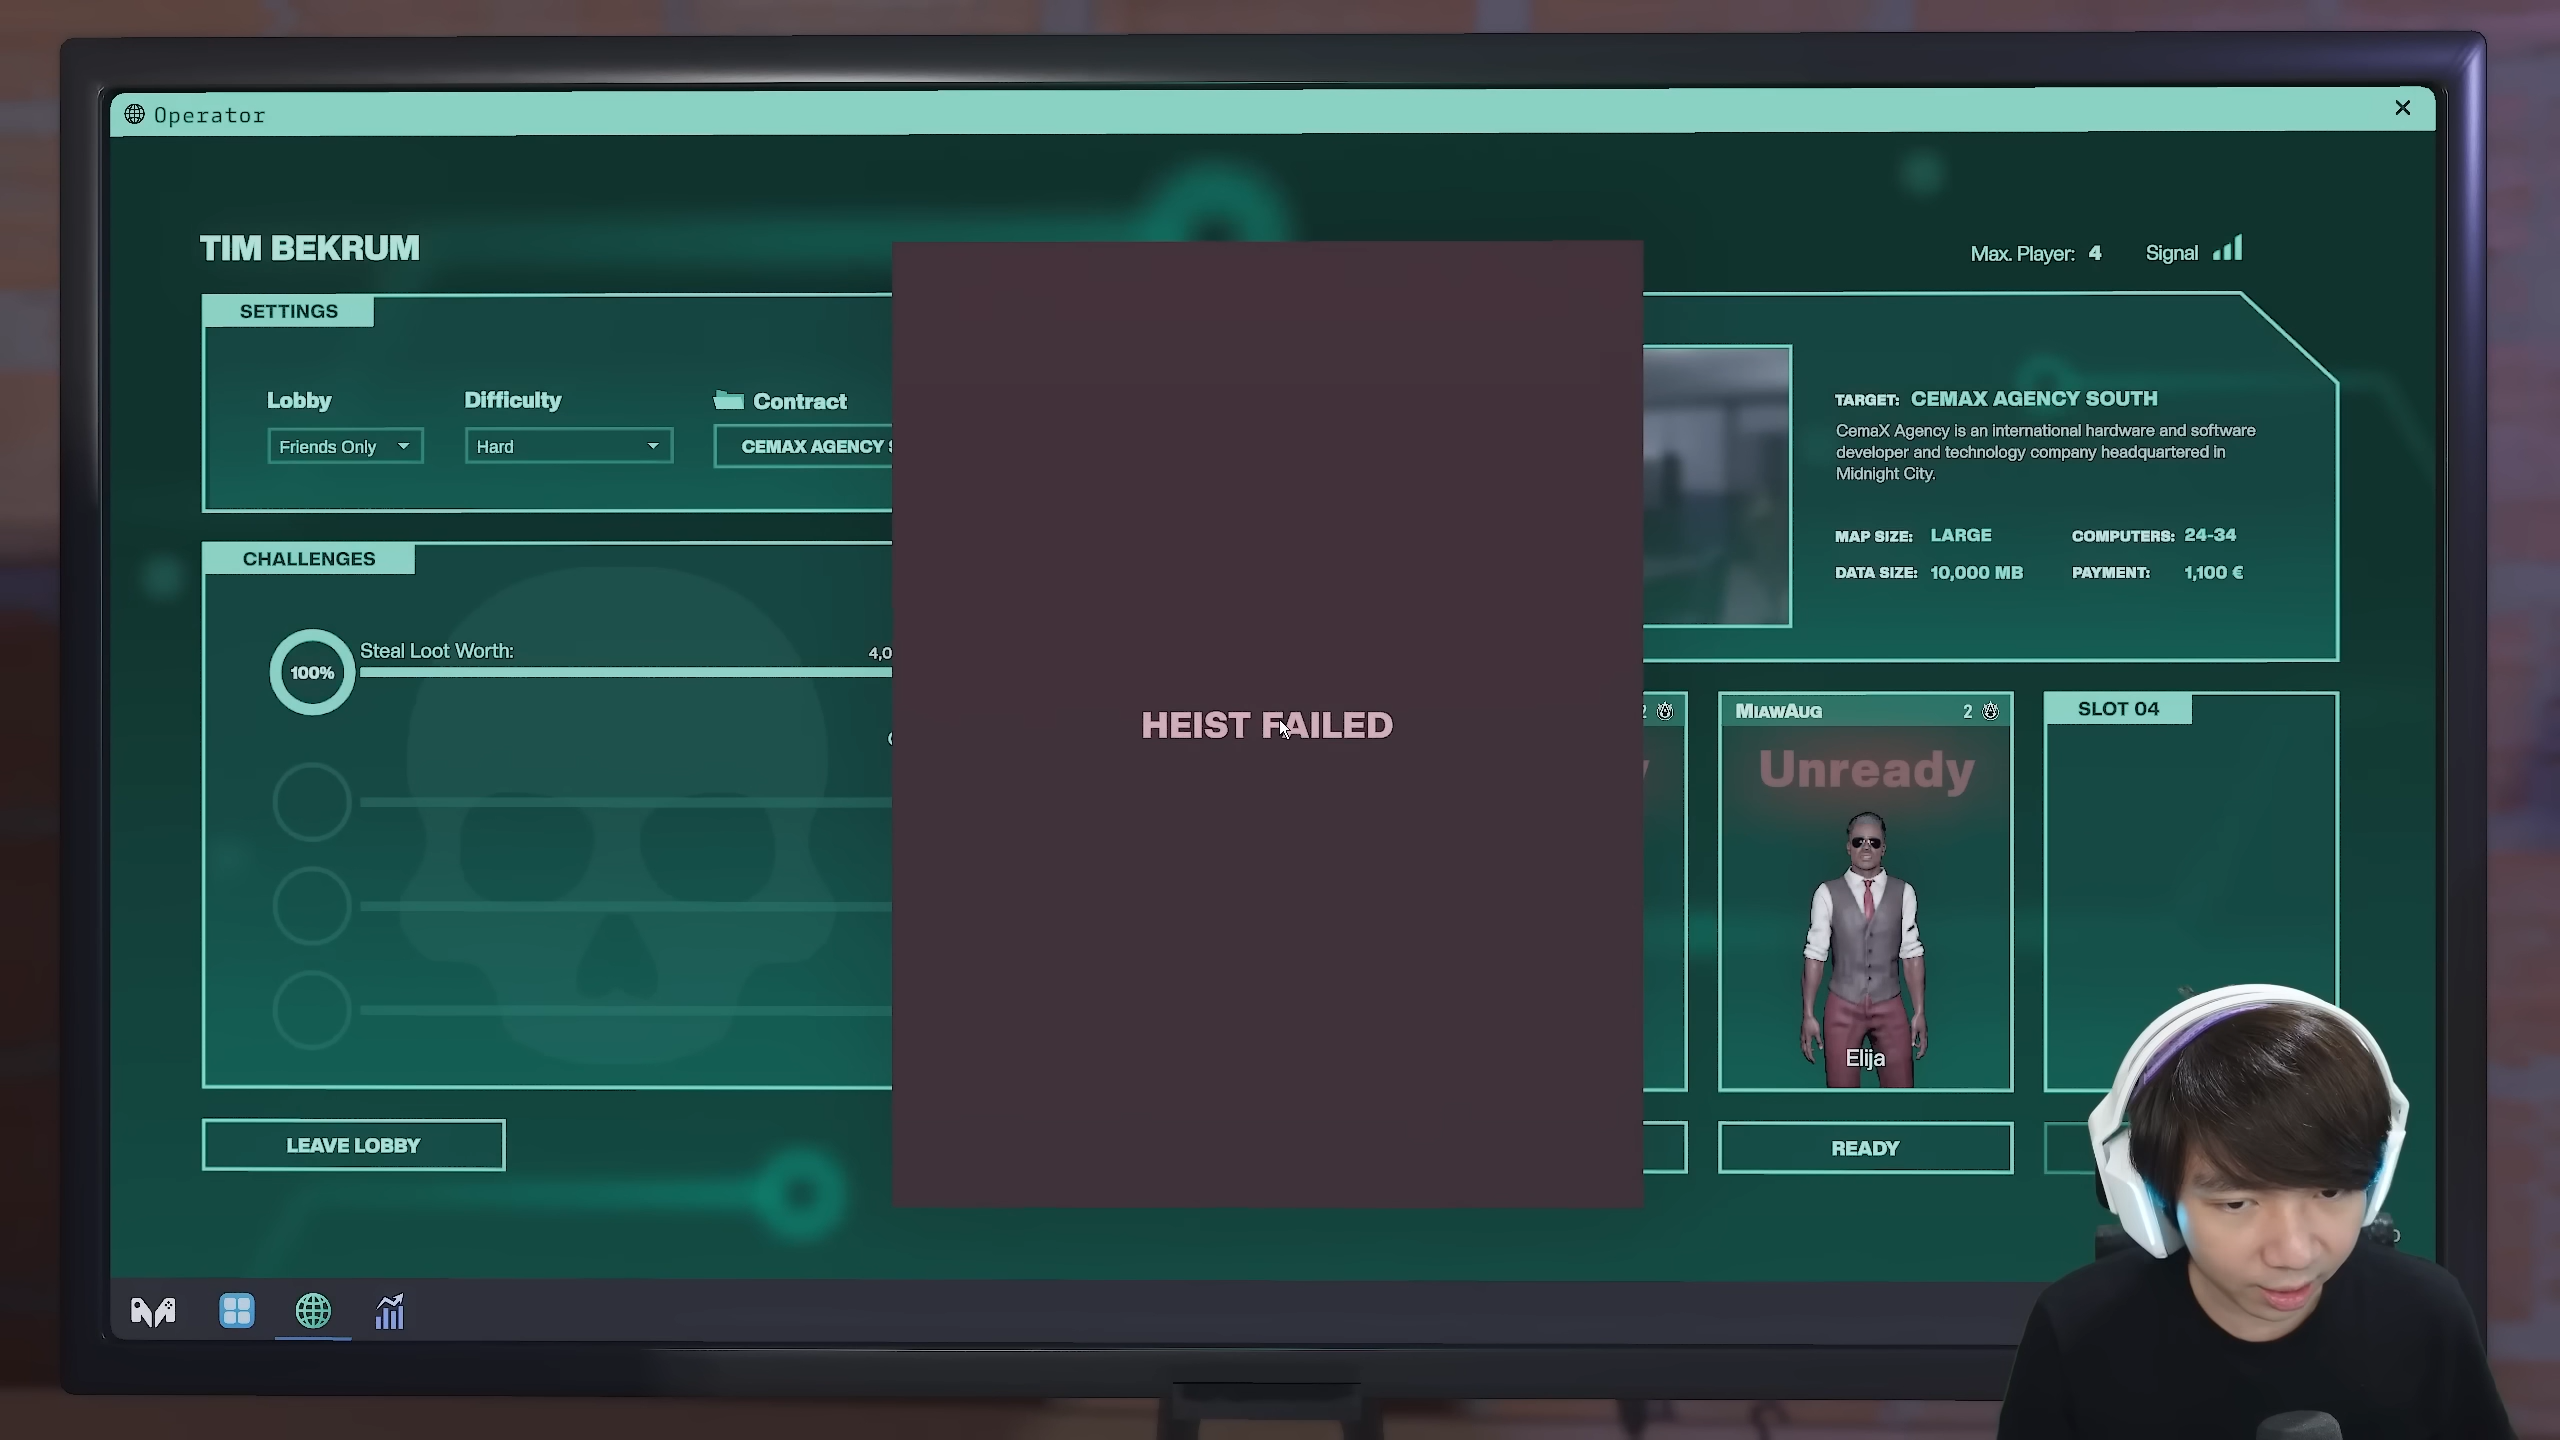 Operator
TIM BEKRUM
Max. Player: 4
Signal
SETTINGS
Lobby
Difficulty
Contract
Friends Only
Hard
CEMAX AGENCY
TARGET: CEMAX AGENCY SOUTH
CemaX Agency is an international hardware and software
developer and technology company headquartered in
Midnight City.
MAP SIZE: LARGE
COMPUTERS: 24-34
DATA SIZE: 10,000 MB
PAYMENT: 1,100 €
CHALLENGES
100%
Steal Loot Worth:
4,0
HEIST FAILED
MIAWAUG
2
Unready
Elija
SLOT 04
LEAVE LOBBY
READY